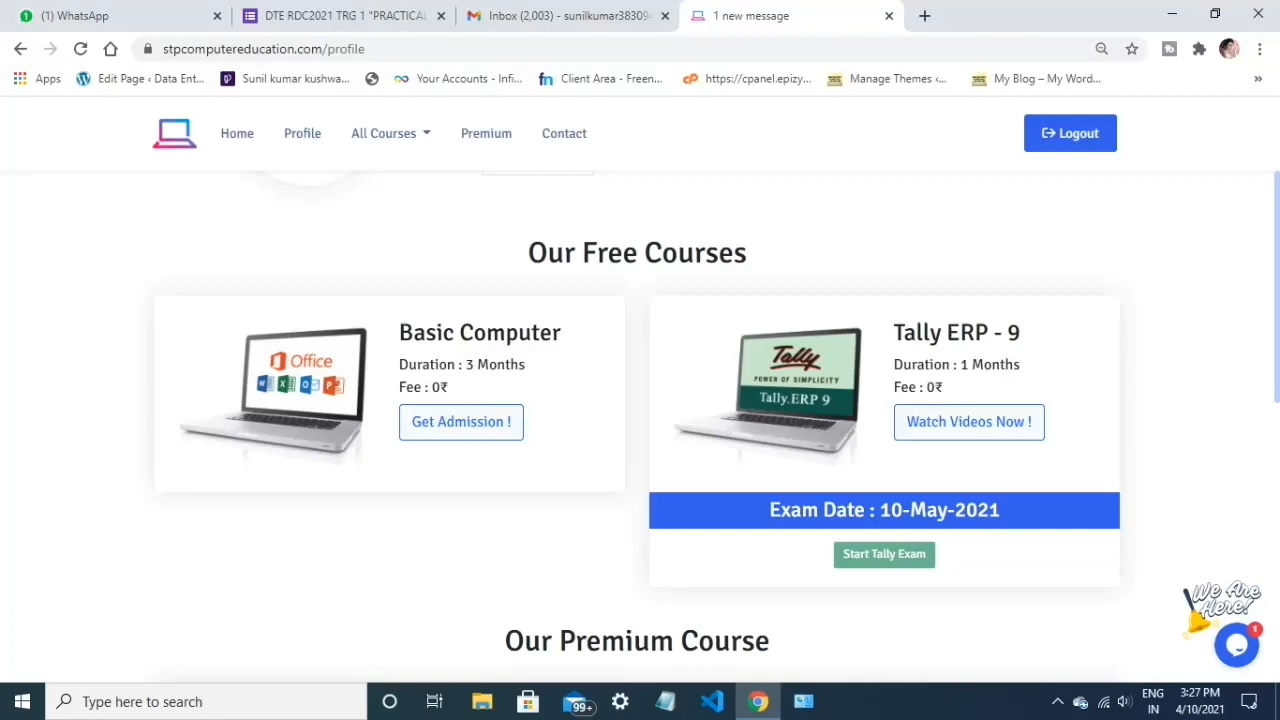 (1) WhatsApp
DTE RDC2021 TRG 1 "PRACTICAL
Inbox (2,003) - sunilkumar38309
1 new message
stpcomputereducation.com/profile
Apps
Edit Page ‹ Data Ent...
Sunil kumar kushwa...
Your Accounts - Infi...
Client Area - Freen...
https://cpanel.epizy...
Manage Themes ‹...
My Blog – My Word...
Home
Profile
All Courses
Premium
Contact
Logout
Our Free Courses
Office
Basic Computer
Duration : 3 Months
Fee : 0₹
Get Admission !
Tally
POWER OF SIMPLICITY
Tally.ERP 9
Tally ERP - 9
Duration : 1 Months
Fee : 0₹
Watch Videos Now !
Exam Date : 10-May-2021
Start Tally Exam
We Are
Here!
1
Our Premium Course
Type here to search
99+
ENG
IN
3:27 PM
4/10/2021